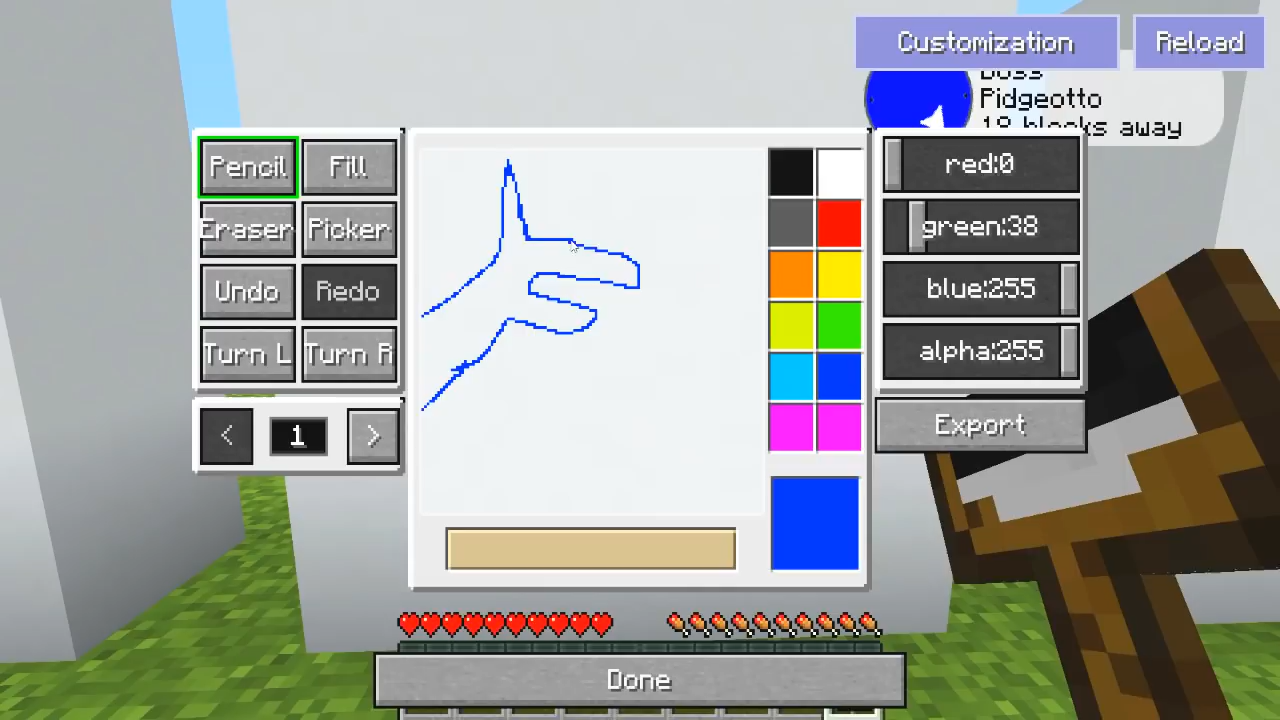 Customization
Reload
Boss
Pidgeotto
18 blocks away
Pencil
Fill
red:0
Eraser
Picker
green:38
Undo
Redo
blue:255
Turn L
Turn R
alpha:255
<
1
>
Export
Done